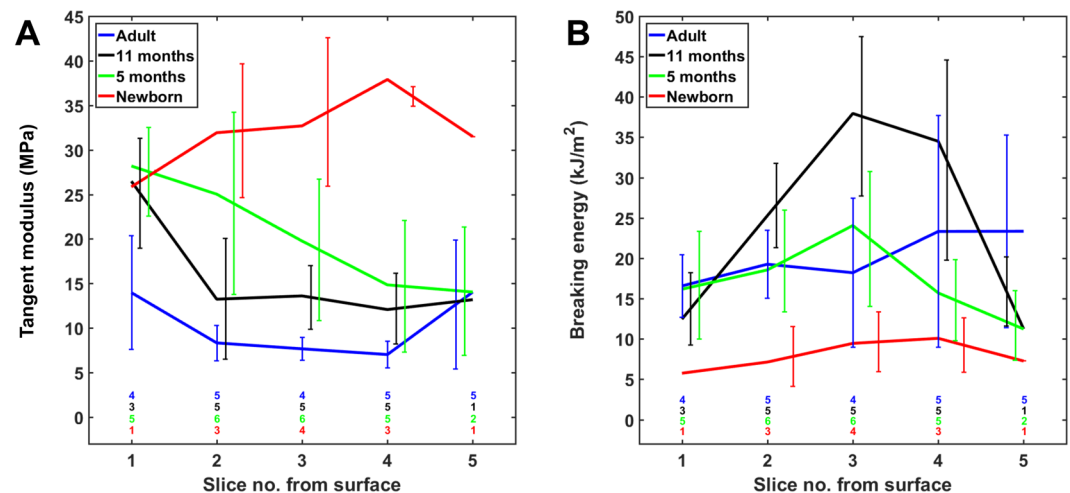 A
45
40
35
30
25
20
15
10
5
0
Tangent modulus (MPa)
Adult
11 months
5 months
Newborn
4 5 4 5 5
3 5 5 5 1
5 6 6 5 2
1 3 4 3 1
1 2 3 4 5
Slice no. from surface
B
50
45
40
35
30
25
20
15
10
5
0
Breaking energy (kJ/m²)
Adult
11 months
5 months
Newborn
4 5 4 5 5
3 5 5 5 1
5 6 6 5 2
1 3 4 3 1
1 2 3 4 5
Slice no. from surface